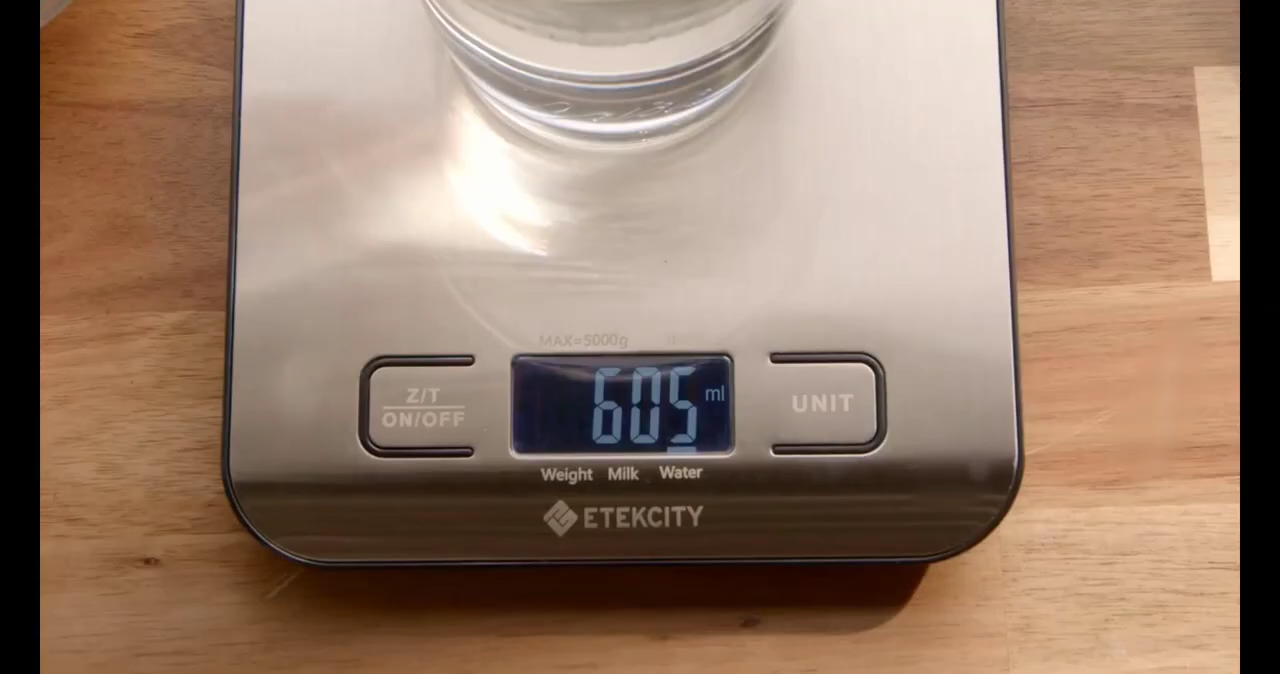 MAX=5000g
Z/T
ON/OFF
605 ml
UNIT
Weight Milk Water
ETEKCITY